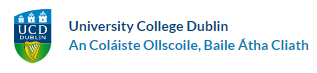 UCD
DUBLIN
University College Dublin
An Coláiste Ollscoile, Baile Átha Cliath